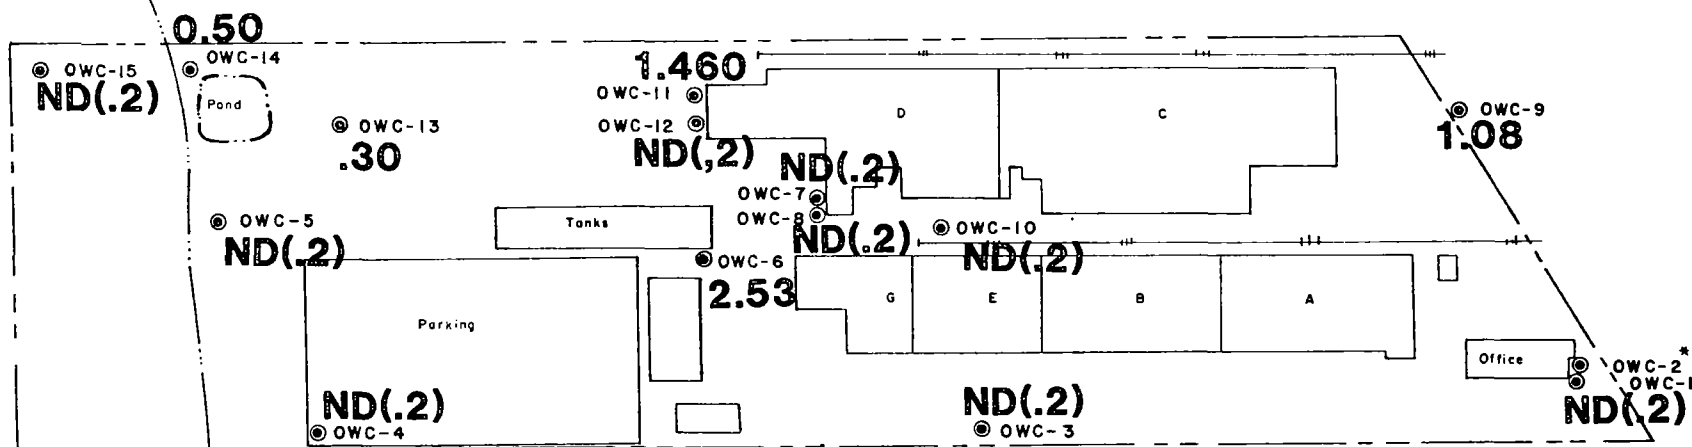 0.50
OWC-15
ND(.2)
OWC-14
Pond
OWC-13
.30
1.460
OWC-11
OWC-12
ND(,2)
D
C
OWC-9
1.08
ND(.2)
OWC-7
OWC-8
ND(.2)
OWC-10
ND(.2)
OWC-5
ND(.2)
Tanks
OWC-6
2.53
G
E
B
A
Parking
Office
OWC-2*
OWC-1
ND(.2)
ND(.2)
OWC-4
ND(.2)
OWC-3